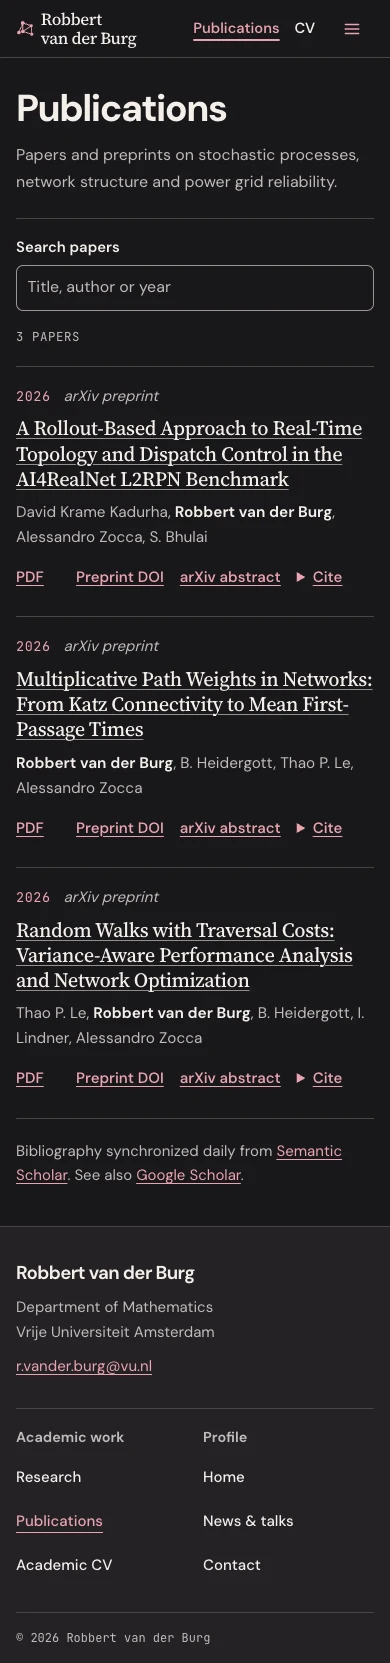 Robbert
van der Burg
Publications CV
Publications
Papers and preprints on stochastic processes,
network structure and power grid reliability.
Search papers
Title, author or year
3 PAPERS
2026 arXiv preprint
A Rollout-Based Approach to Real-Time
Topology and Dispatch Control in the
AI4RealNet L2RPN Benchmark
David Krame Kadurha, Robbert van der Burg,
Alessandro Zocca, S. Bhulai
PDF Preprint DOI arXiv abstract ▶ Cite
2026 arXiv preprint
Multiplicative Path Weights in Networks:
From Katz Connectivity to Mean First-
Passage Times
Robbert van der Burg, B. Heidergott, Thao P. Le,
Alessandro Zocca
PDF Preprint DOI arXiv abstract ▶ Cite
2026 arXiv preprint
Random Walks with Traversal Costs:
Variance-Aware Performance Analysis
and Network Optimization
Thao P. Le, Robbert van der Burg, B. Heidergott, I.
Lindner, Alessandro Zocca
PDF Preprint DOI arXiv abstract ▶ Cite
Bibliography synchronized daily from Semantic
Scholar. See also Google Scholar.
Robbert van der Burg
Department of Mathematics
Vrije Universiteit Amsterdam
r.vander.burg@vu.nl
Academic work Profile
Research Home
Publications News & talks
Academic CV Contact
© 2026 Robbert van der Burg